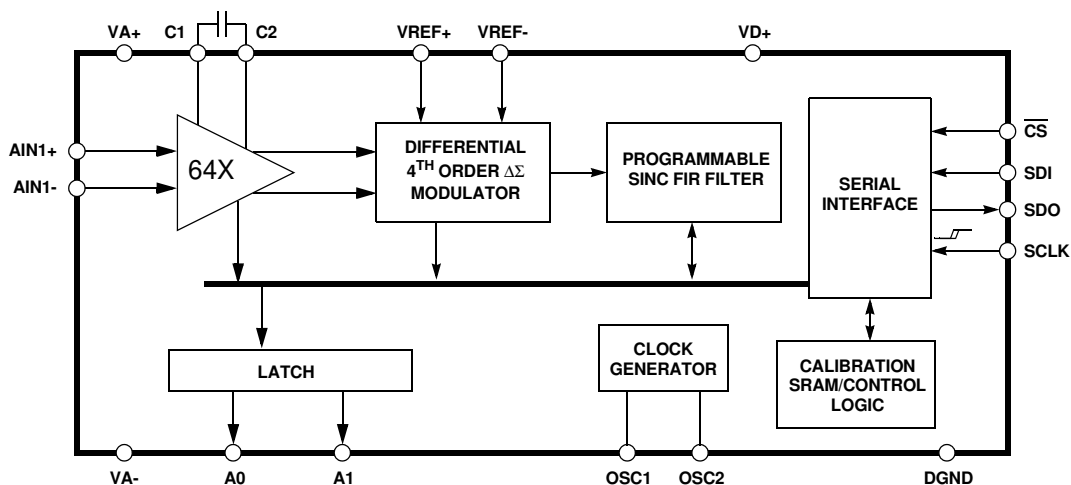 VA+
C1
C2
VREF+
VREF-
VD+
AIN1+
AIN1-
64X
DIFFERENTIAL
4TH ORDER ΔΣ
MODULATOR
PROGRAMMABLE
SINC FIR FILTER
SERIAL
INTERFACE
CS
SDI
SDO
SCLK
LATCH
CLOCK
GENERATOR
CALIBRATION
SRAM/CONTROL
LOGIC
VA-
A0
A1
OSC1
OSC2
DGND